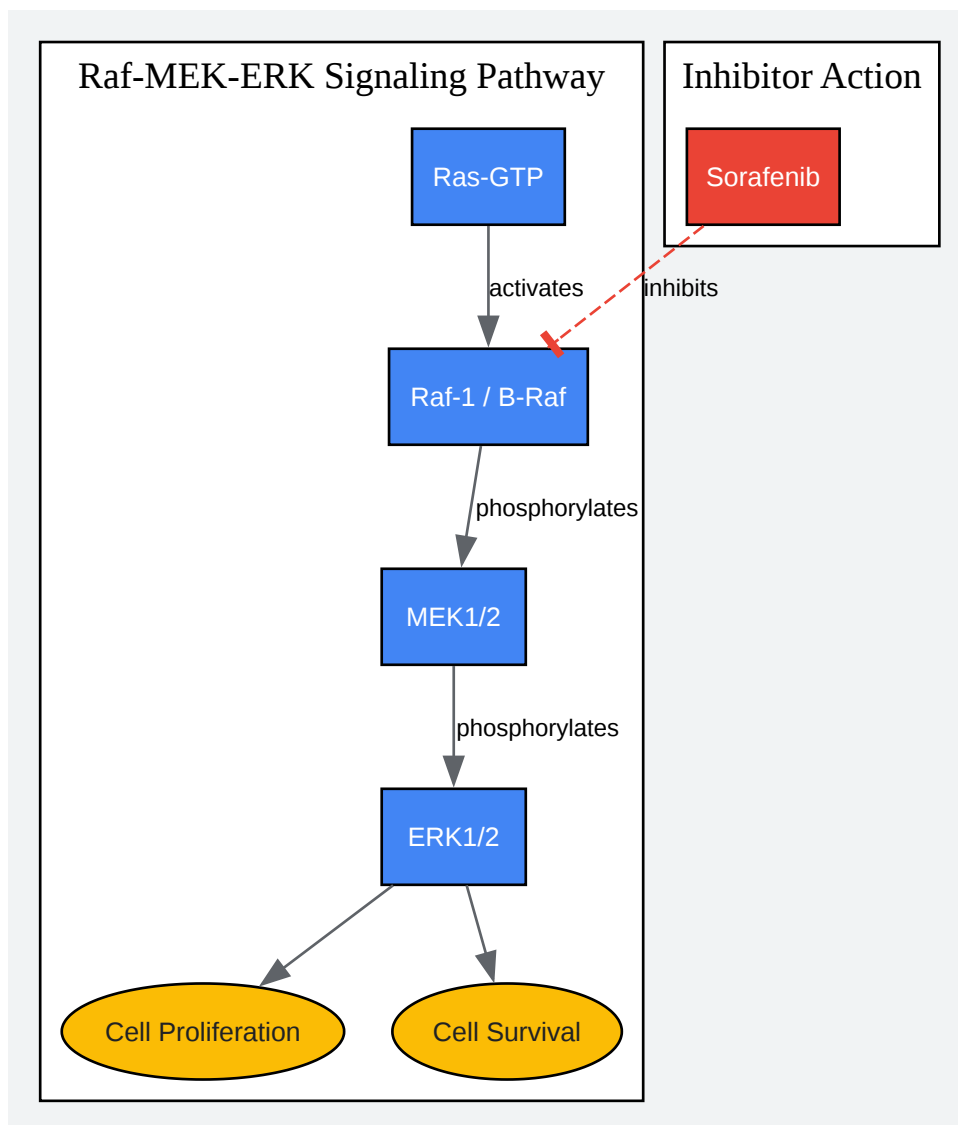 Raf-MEK-ERK Signaling Pathway
Inhibitor Action
Ras-GTP
Sorafenib
activates
inhibits
Raf-1 / B-Raf
phosphorylates
MEK1/2
phosphorylates
ERK1/2
Cell Proliferation
Cell Survival